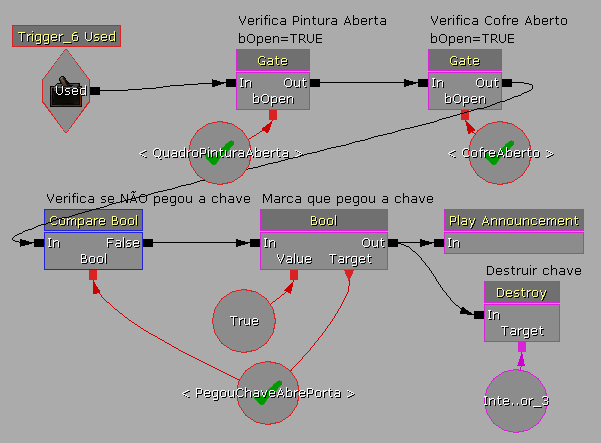 Trigger_6 Used
Used
Verifica Pintura Aberta
bOpen=TRUE
Gate
In Out
bOpen
< QuadroPinturaAberta >
Verifica Cofre Aberto
bOpen=TRUE
Gate
In Out
bOpen
< CofreAberto >
Verifica se NÃO pegou a chave
Compare Bool
In False
Bool
Marca que pegou a chave
Bool
In Out
Value Target
True
< PegouChaveAbrePorta >
Play Announcement
In
Destruir chave
Destroy
In
Target
Inte..or_3